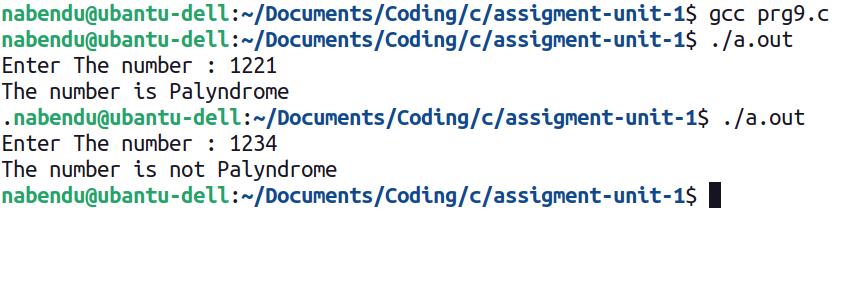 nabendu@ubantu-dell:~/Documents/Coding/c/assigment-unit-1$ gcc prg9.c
nabendu@ubantu-dell:~/Documents/Coding/c/assigment-unit-1$ ./a.out
Enter The number : 1221
The number is Palyndrome
.nabendu@ubantu-dell:~/Documents/Coding/c/assigment-unit-1$ ./a.out
Enter The number : 1234
The number is not Palyndrome
nabendu@ubantu-dell:~/Documents/Coding/c/assigment-unit-1$